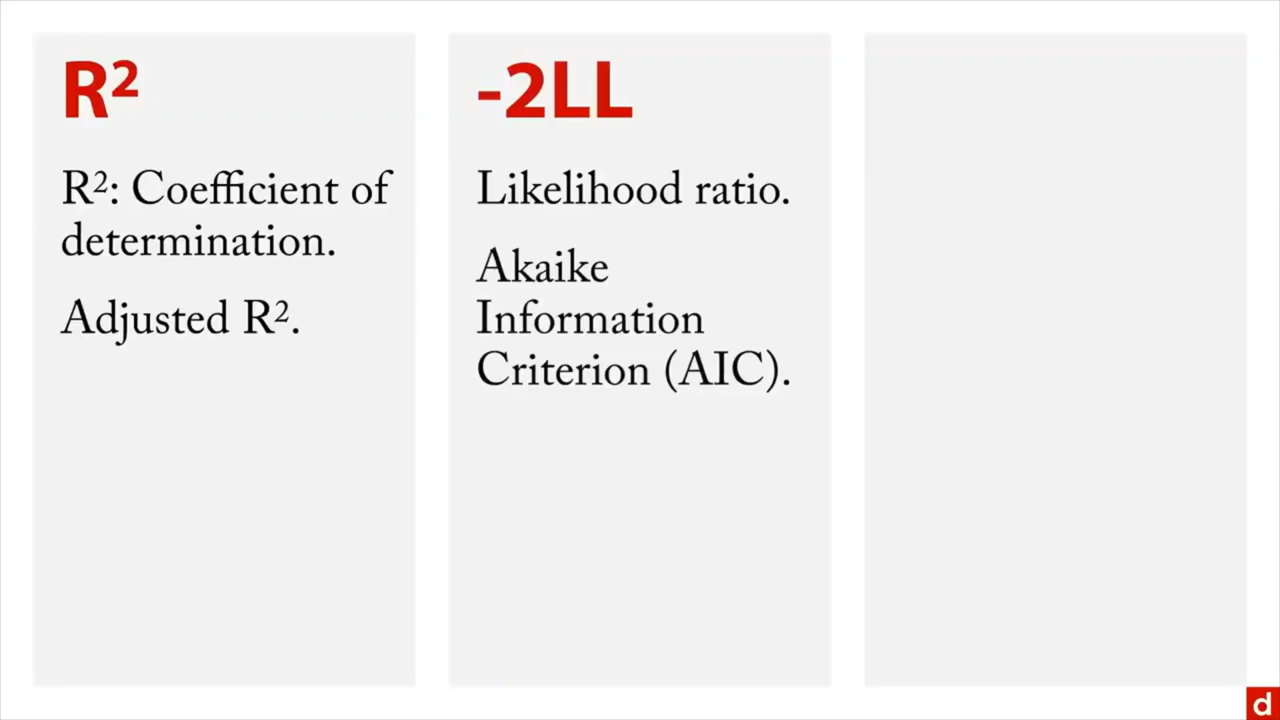 R²
R²: Coefficient of
determination.
Adjusted R².
-2LL
Likelihood ratio.
Akaike
Information
Criterion (AIC).
d